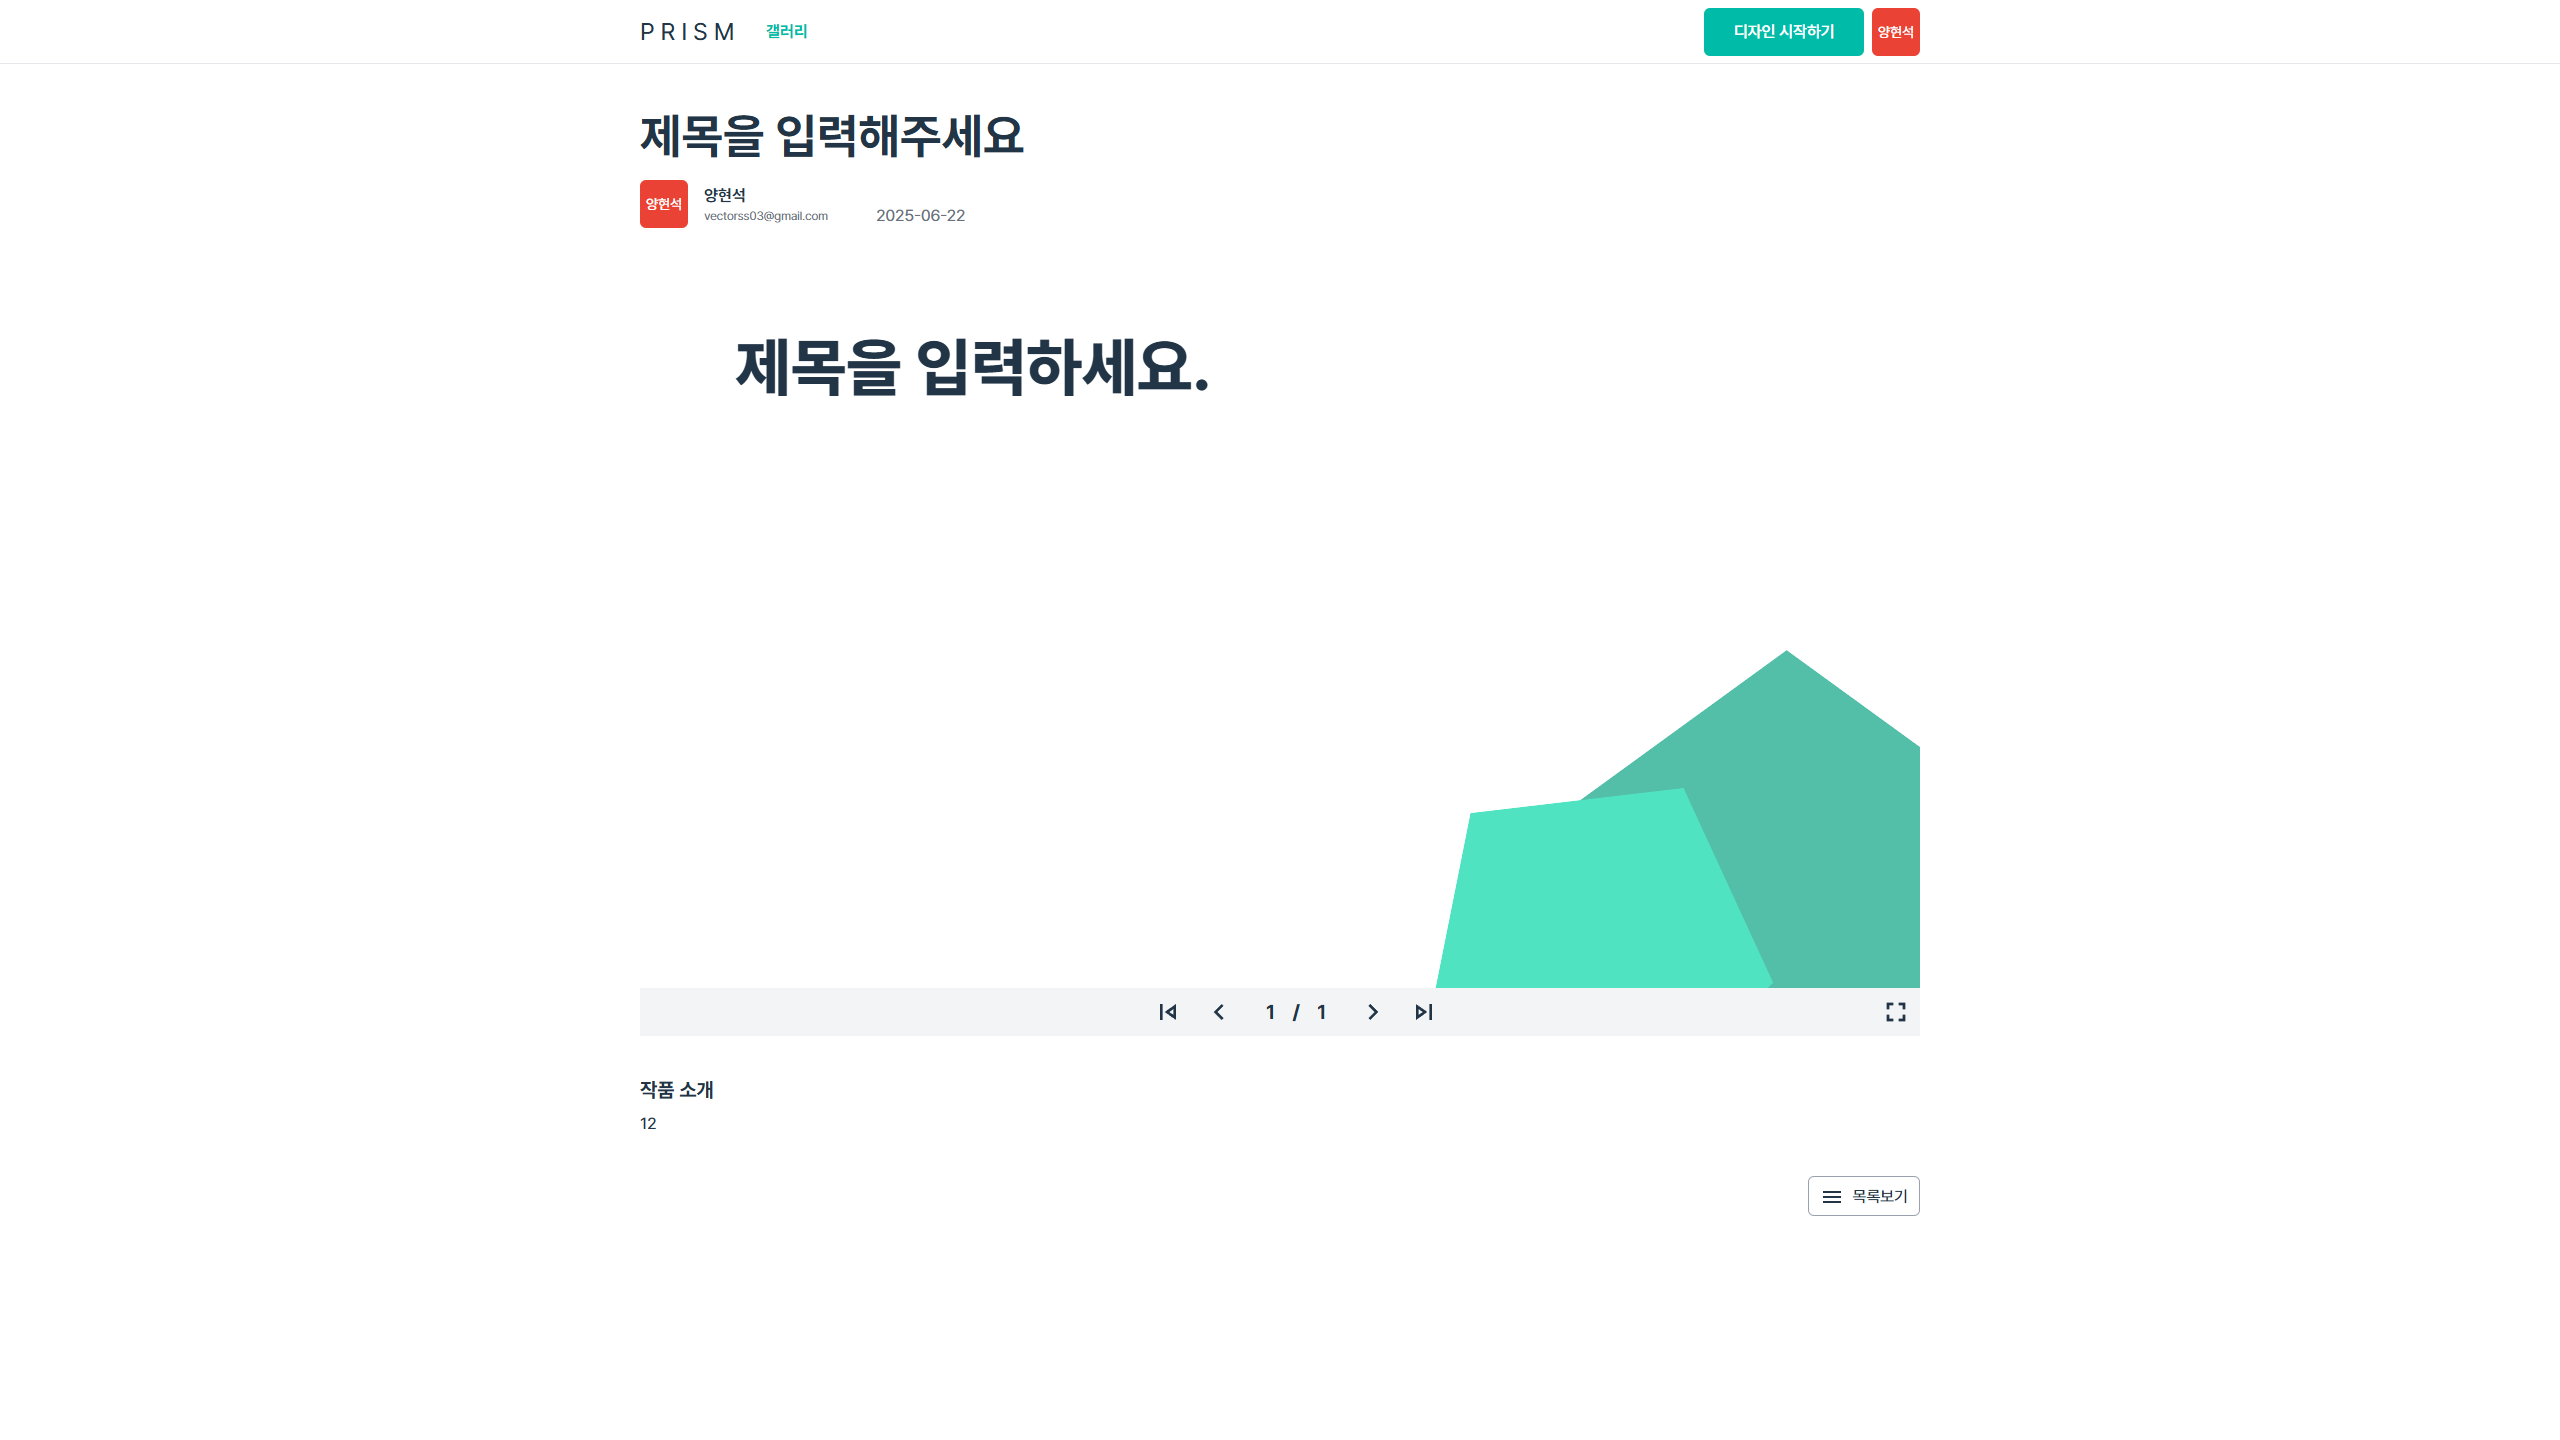 PRISM 갤러리 디자인 시작하기 양현석
제목을 입력해주세요
양현석 양현석
vectorss03@gmail.com 2025-06-22
제목을 입력하세요.
1 / 1
작품 소개
12
목록보기